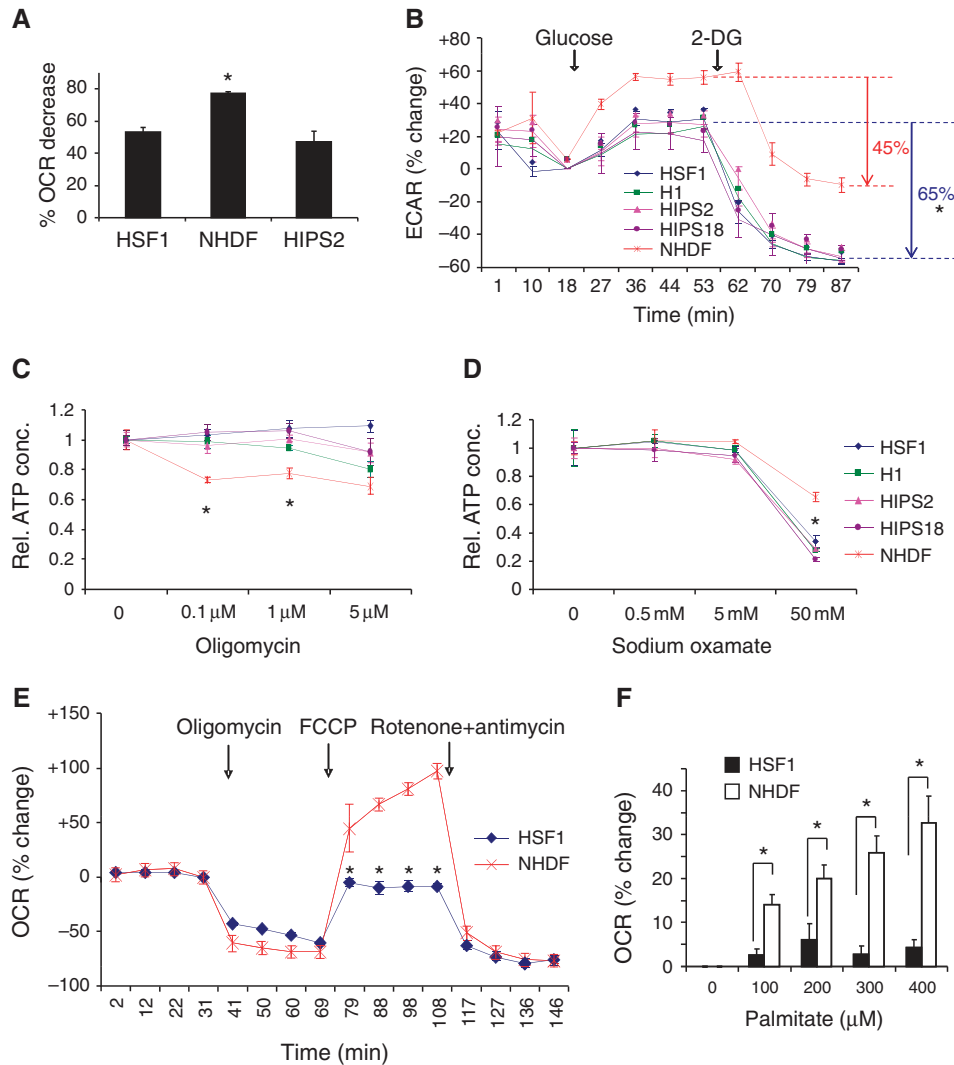 A
% OCR decrease
80
60
40
20
0
*
HSF1 NHDF HIPS2
B
ECAR (% change)
+80
+60
+40
+20
0
−20
−40
−60
Glucose
2-DG
HSF1
H1
HIPS2
HIPS18
NHDF
45%
65%
*
1 10 18 27 36 44 53 62 70 79 87
Time (min)
C
Rel. ATP conc.
1.2
1
0.8
0.6
0.4
0.2
0
* *
0 0.1 μM 1 μM 5 μM
Oligomycin
D
Rel. ATP conc.
1.2
1
0.8
0.6
0.4
0.2
0
*
0 0.5 mM 5 mM 50 mM
Sodium oxamate
HSF1
H1
HIPS2
HIPS18
NHDF
E
OCR (% change)
+150
+100
+50
0
−50
−100
Oligomycin FCCP Rotenone+antimycin
HSF1
NHDF
* * * *
2 12 22 31 41 50 60 69 79 88 98 108 117 127 136 146
Time (min)
F
HSF1
NHDF
OCR (% change)
40
30
20
10
0
* * * *
0 100 200 300 400
Palmitate (μM)